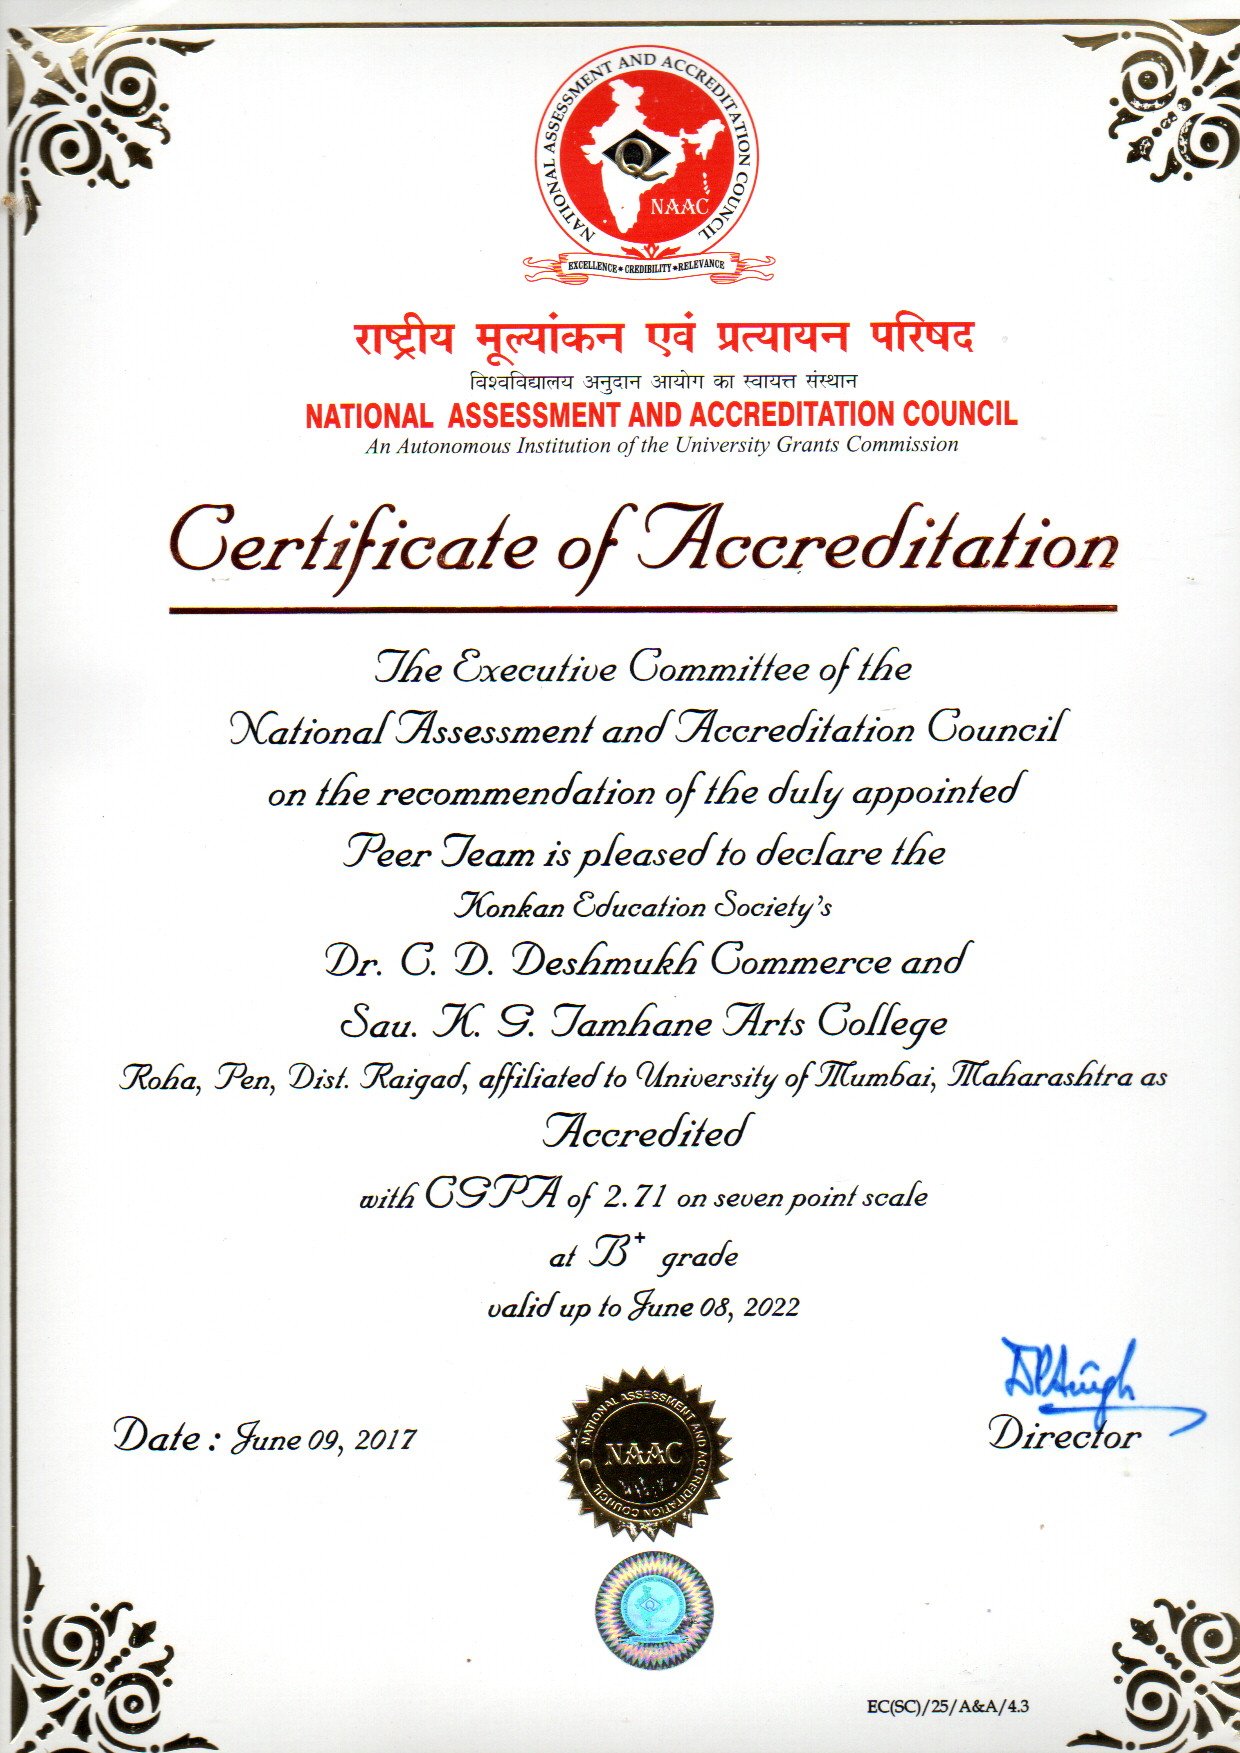 NATIONAL ASSESSMENT AND ACCREDITATION COUNCIL
Q
NAAC
EXCELLENCE ★ CREDIBILITY ★ RELEVANCE
राष्ट्रीय मूल्यांकन एवं प्रत्यायन परिषद
विश्वविद्यालय अनुदान आयोग का स्वायत्त संस्थान
NATIONAL ASSESSMENT AND ACCREDITATION COUNCIL
An Autonomous Institution of the University Grants Commission
Certificate of Accreditation
The Executive Committee of the
National Assessment and Accreditation Council
on the recommendation of the duly appointed
Peer Team is pleased to declare the
Konkan Education Society's
Dr. C. D. Deshmukh Commerce and
Sau. K. G. Tamhane Arts College
Roha, Pen, Dist. Raigad, affiliated to University of Mumbai, Maharashtra as
Accredited
with CGPA of 2.71 on seven point scale
at B+ grade
valid up to June 08, 2022
Date : June 09, 2017
Director
NATIONAL ASSESSMENT AND ACCREDITATION COUNCIL
NAAC
Q
EC(SC)/25/A&A/4.3